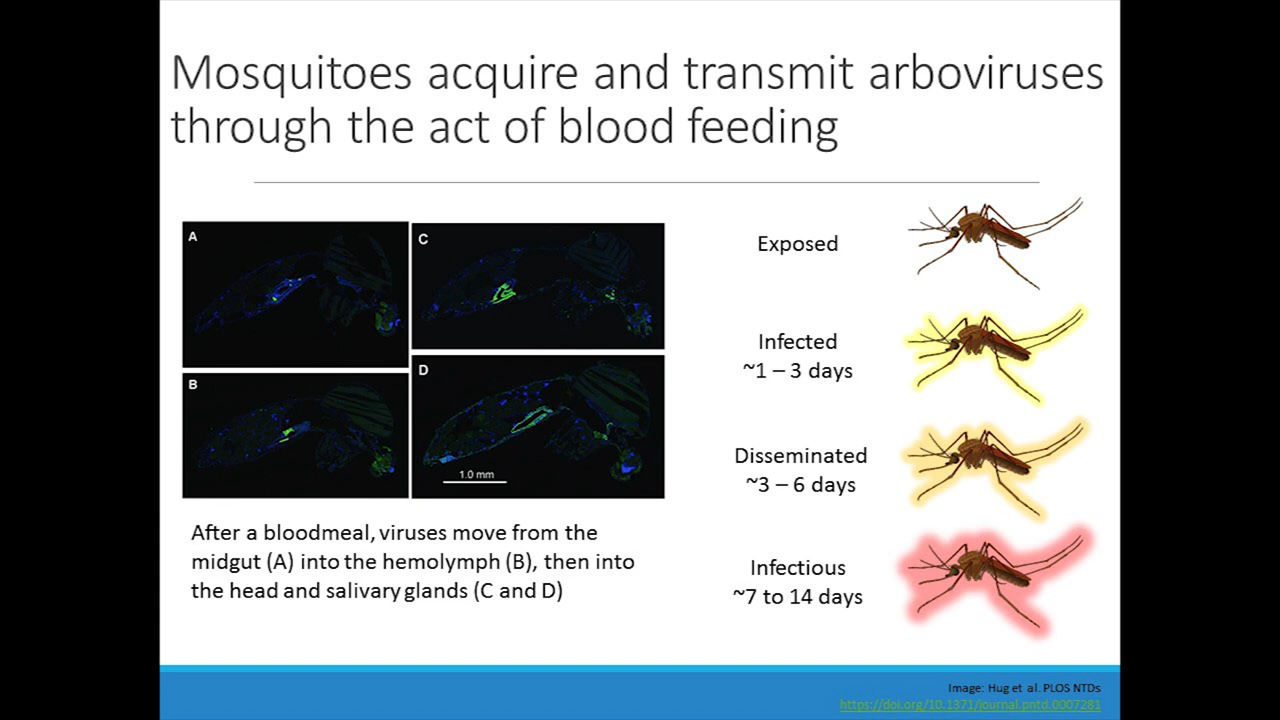 Mosquitoes acquire and transmit arboviruses
through the act of blood feeding
A
C
B
D
1.0 mm
After a bloodmeal, viruses move from the
midgut (A) into the hemolymph (B), then into
the head and salivary glands (C and D)
Exposed
Infected
~1 – 3 days
Disseminated
~3 – 6 days
Infectious
~7 to 14 days
Image: Hug et al. PLOS NTDs
https://doi.org/10.1371/journal.pntd.0007281